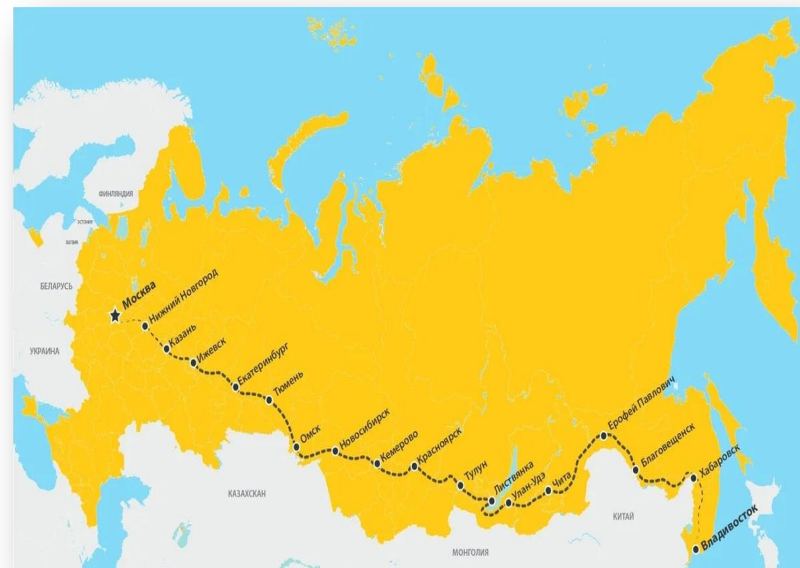 ФИНЛЯНДИЯ
ЭСТОНИЯ
ЛАТВИЯ
БЕЛАРУСЬ
УКРАИНА
Москва
Нижний Новгород
Казань
Ижевск
Екатеринбург
Тюмень
Омск
Новосибирск
Кемерово
Красноярск
Тулун
Листвянка
Улан-Удэ
Чита
Ерофей Павлович
Благовещенск
Хабаровск
Владивосток
КАЗАХСКАН
МОНГОЛИЯ
КИТАЙ